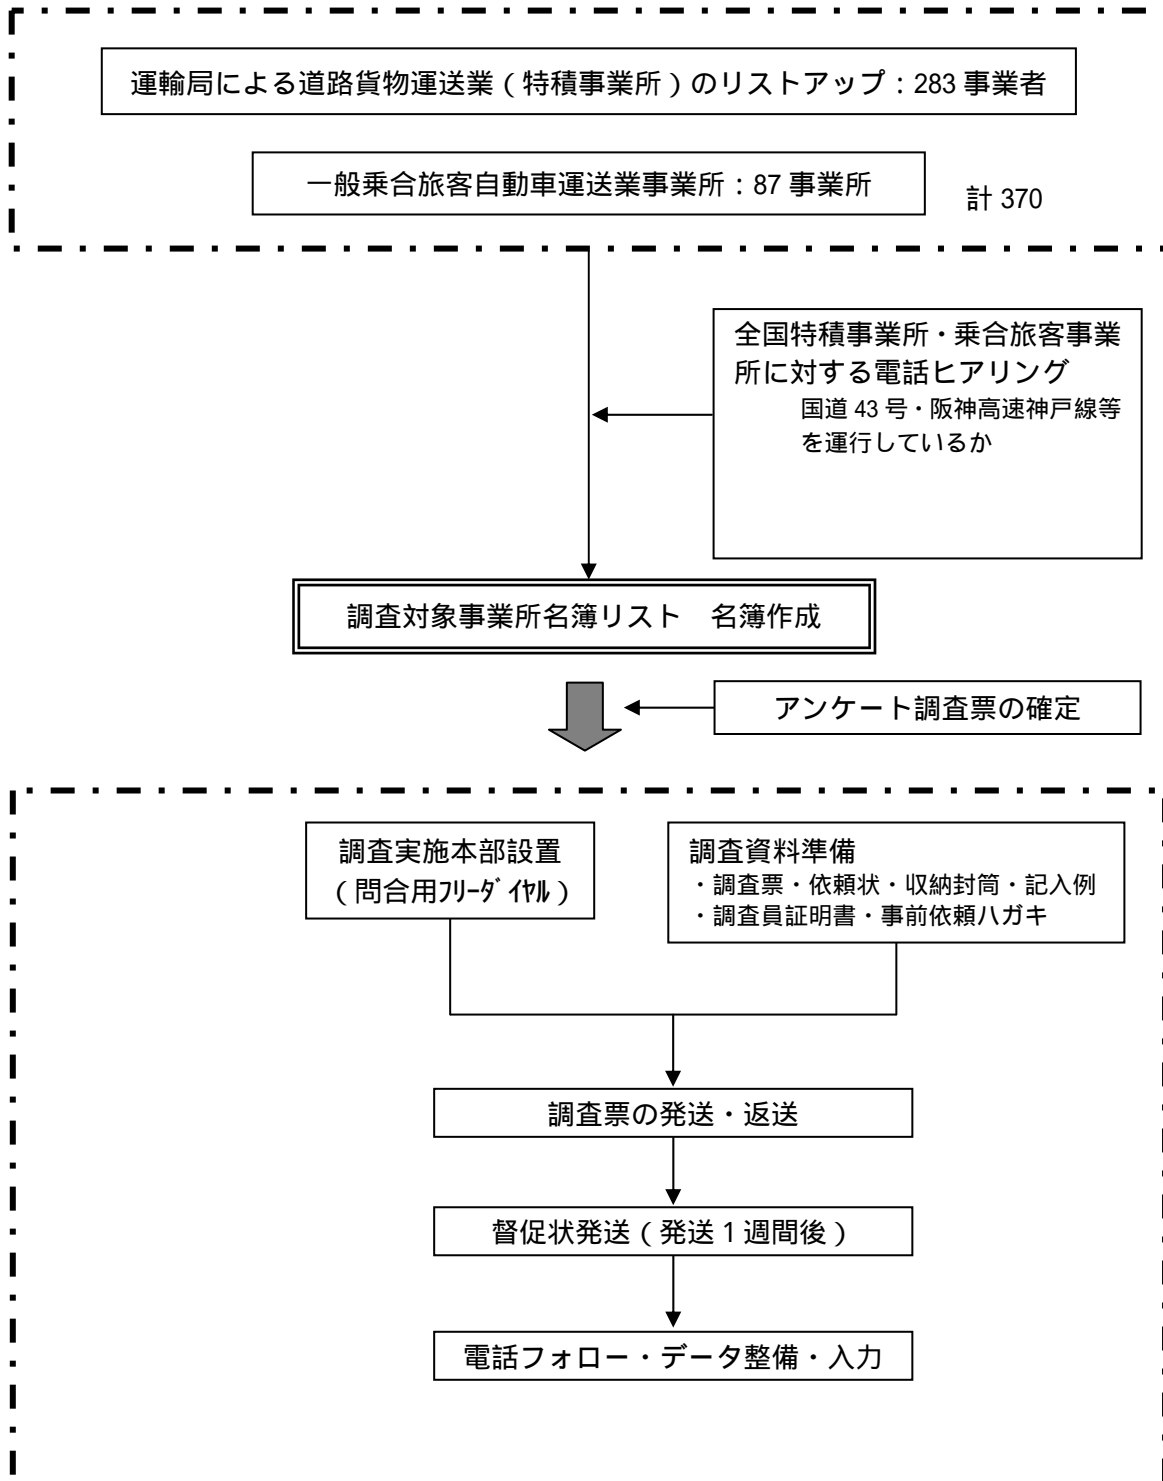 運輸局による道路貨物運送業(特積事業所)のリストアップ:283 事業者
一般乗合旅客自動車運送業事業所:87 事業所
計 370
全国特積事業所・乗合旅客事業
所に対する電話ヒアリング
国道 43 号・阪神高速神戸線等
を運行しているか
調査対象事業所名簿リスト 名簿作成
アンケート調査票の確定
調査実施本部設置
(問合用フリーダイヤル)
調査資料準備
・調査票・依頼状・収納封筒・記入例
・調査員証明書・事前依頼ハガキ
調査票の発送・返送
督促状発送(発送 1 週間後)
電話フォロー・データ整備・入力